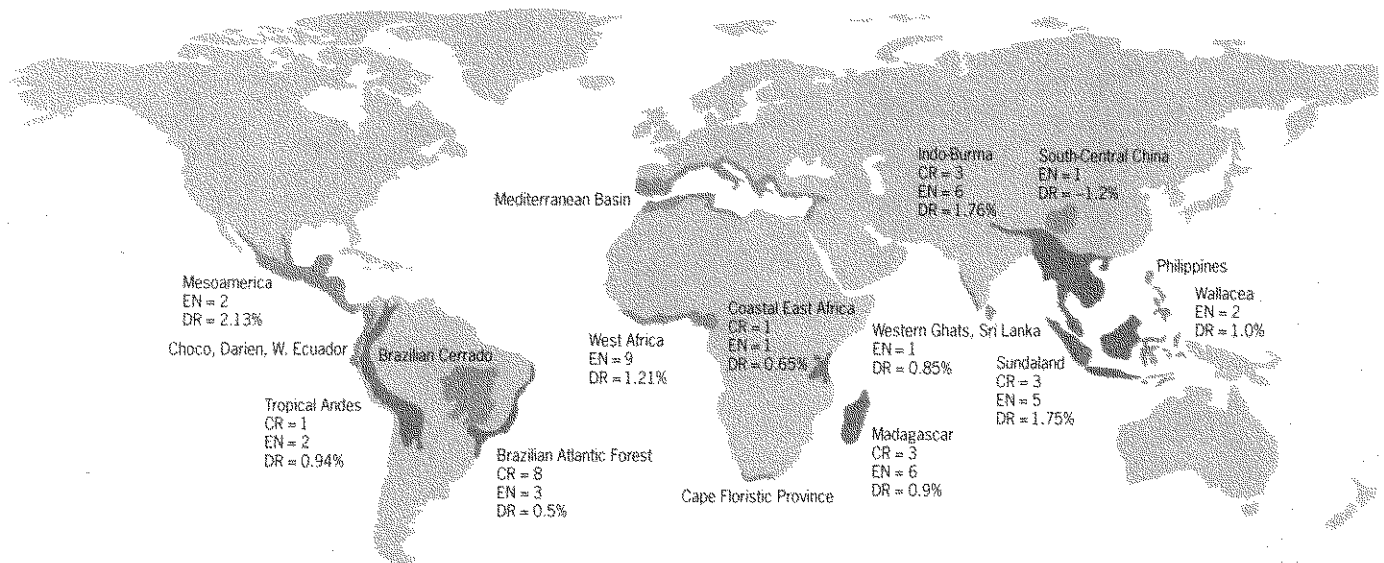 Indo-Burma
CR = 3
EN = 6
DR = 1.76%
South-Central China
EN = 1
DR = -1.2%
Mediterranean Basin
Mesoamerica
EN = 2
DR = 2.13%
Philippines
Wallacea
EN = 2
DR = 1.0%
Coastal East Africa
CR = 1
EN = 1
DR = 0.65%
West Africa
EN = 9
DR = 1.21%
Western Ghats, Sri Lanka
EN = 1
DR = 0.85%
Choco, Darien, W. Ecuador
Brazilian Cerrado
Sundaland
CR = 3
EN = 5
DR = 1.75%
Tropical Andes
CR = 1
EN = 2
DR = 0.94%
Madagascar
CR = 3
EN = 6
DR = 0.9%
Brazilian Atlantic Forest
CR = 8
EN = 3
DR = 0.5%
Cape Floristic Province